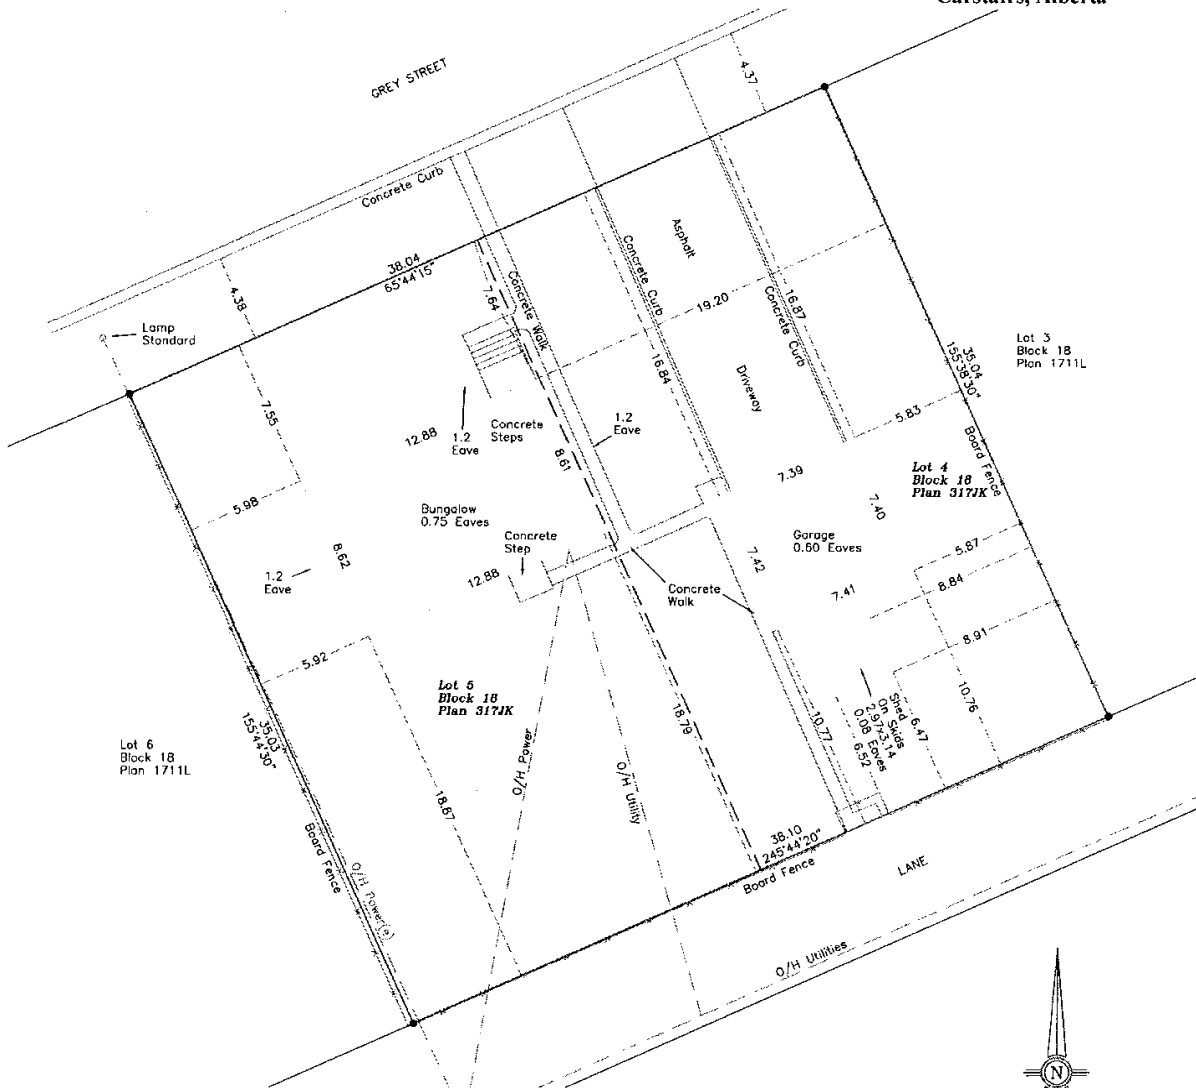 Carstairs, Alberta
GREY STREET
4.37
Concrete Curb
38.04
65°44'15"
4.38
Lamp
Standard
7.64
Concrete Walk
Concrete Curb
Asphalt
Driveway
Concrete Curb
16.87
19.20
16.84
Lot 3
Block 18
Plan 1711L
35.04
155°38'30"
Board Fence
5.83
7.55
12.88
1.2
Eave
Concrete
Steps
1.2
Eave
8.61
7.39
Lot 4
Block 18
Plan 317JK
7.40
5.98
Bungalow
0.75 Eaves
Concrete
Step
Garage
0.60 Eaves
8.62
1.2
Eave
12.88
7.42
Concrete
Walk
7.41
5.87
8.84
8.91
5.92
Lot 5
Block 18
Plan 317JK
18.79
10.77
Shed
On Skids
2.97x3.14
0.08 Eaves
6.52
6.47
10.76
35.03
155°44'30"
Lot 6
Block 18
Plan 1711L
O/H Power
O/H Utility
18.87
Board Fence
O/H Power(s)
38.10
245°44'20"
Board Fence
LANE
O/H Utilities
N